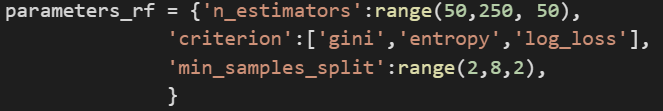 parameters_rf = {'n_estimators':range(50,250, 50),
'criterion':['gini','entropy','log_loss'],
'min_samples_split':range(2,8,2),
}